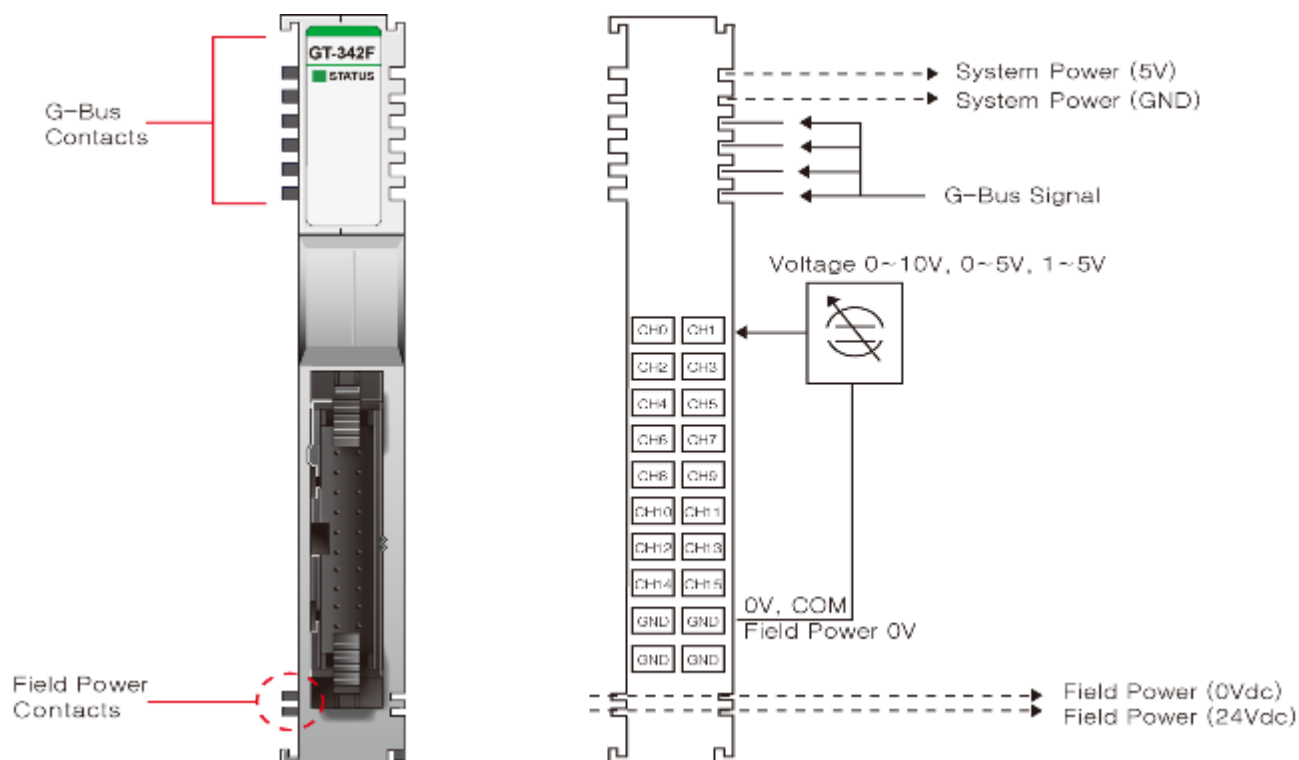 GT-342F
STATUS
G-Bus
Contacts
Field Power
Contacts
System Power (5V)
System Power (GND)
G-Bus Signal
Voltage 0~10V, 0~5V, 1~5V
CH0 CH1
CH2 CH3
CH4 CH5
CH6 CH7
CH8 CH9
CH10 CH11
CH12 CH13
CH14 CH15
GND GND
GND GND
0V, COM
Field Power 0V
Field Power (0Vdc)
Field Power (24Vdc)